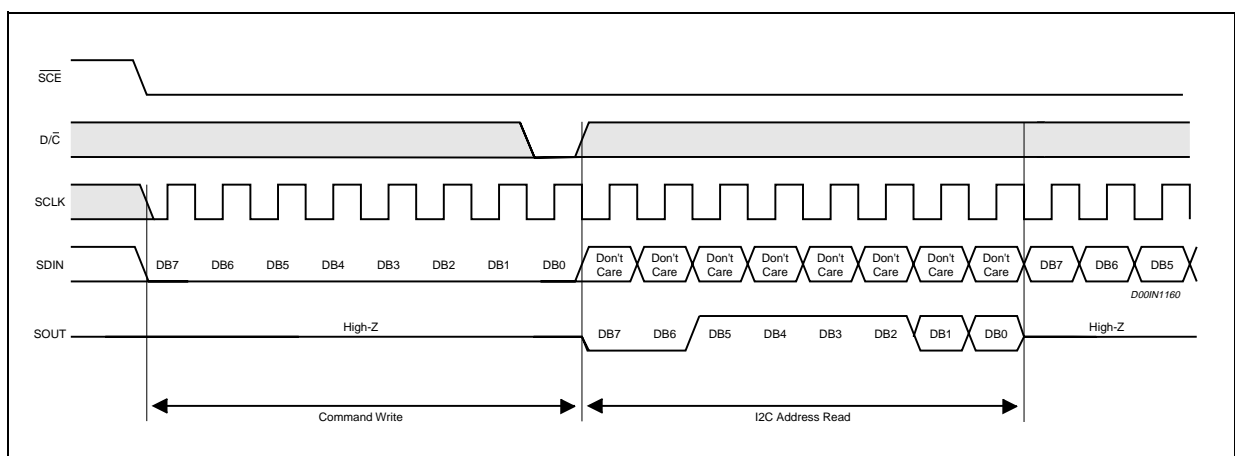 SCE
D/C
SCLK
SDIN DB7 DB6 DB5 DB4 DB3 DB2 DB1 DB0 Don't Care Don't Care Don't Care Don't Care Don't Care Don't Care Don't Care Don't Care DB7 DB6 DB5
D00IN1160
SOUT High-Z DB7 DB6 DB5 DB4 DB3 DB2 DB1 DB0 High-Z
Command Write I2C Address Read